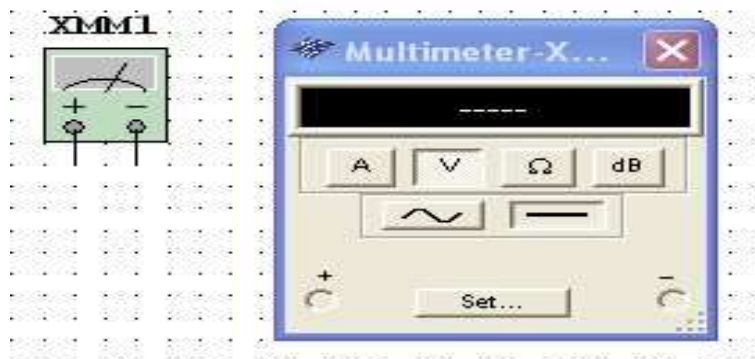 XMM1
+ −
Multimeter-X...
-----
A V Ω dB
+ −
Set...